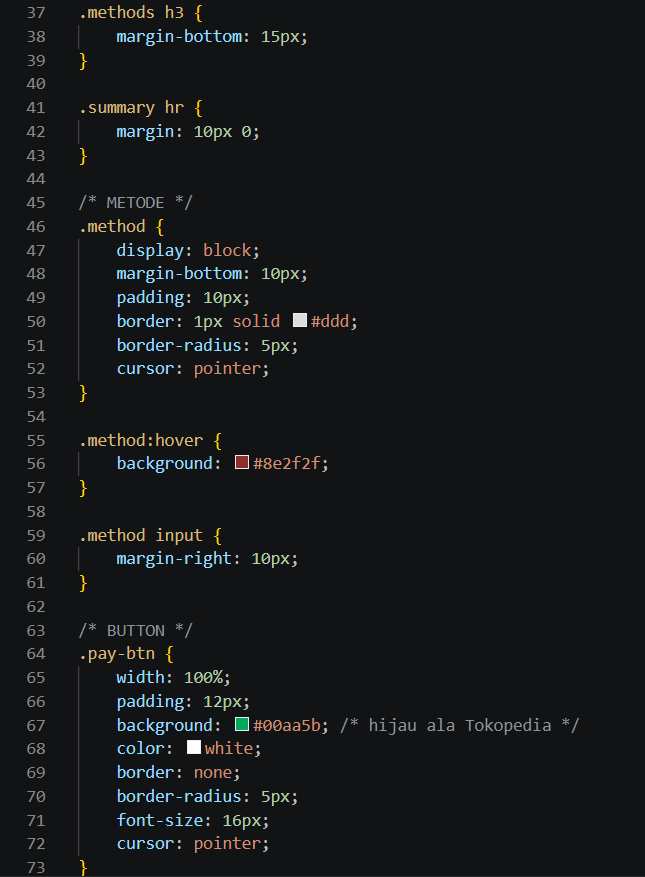 37 .methods h3 {
38     margin-bottom: 15px;
39 }
40
41 .summary hr {
42     margin: 10px 0;
43 }
44
45 /* METODE */
46 .method {
47     display: block;
48     margin-bottom: 10px;
49     padding: 10px;
50     border: 1px solid #ddd;
51     border-radius: 5px;
52     cursor: pointer;
53 }
54
55 .method:hover {
56     background: #8e2f2f;
57 }
58
59 .method input {
60     margin-right: 10px;
61 }
62
63 /* BUTTON */
64 .pay-btn {
65     width: 100%;
66     padding: 12px;
67     background: #00aa5b; /* hijau ala Tokopedia */
68     color: white;
69     border: none;
70     border-radius: 5px;
71     font-size: 16px;
72     cursor: pointer;
73 }